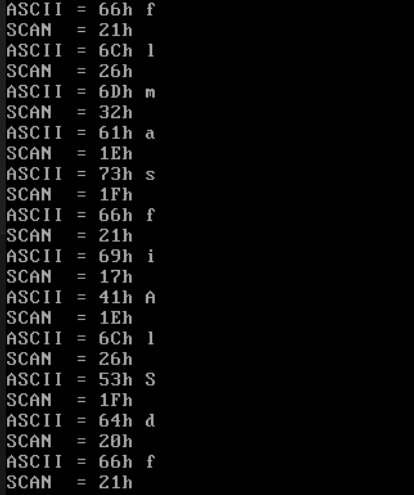 ASCII = 66h f
SCAN  = 21h
ASCII = 6Ch l
SCAN  = 26h
ASCII = 6Dh m
SCAN  = 32h
ASCII = 61h a
SCAN  = 1Eh
ASCII = 73h s
SCAN  = 1Fh
ASCII = 66h f
SCAN  = 21h
ASCII = 69h i
SCAN  = 17h
ASCII = 41h A
SCAN  = 1Eh
ASCII = 6Ch l
SCAN  = 26h
ASCII = 53h S
SCAN  = 1Fh
ASCII = 64h d
SCAN  = 20h
ASCII = 66h f
SCAN  = 21h